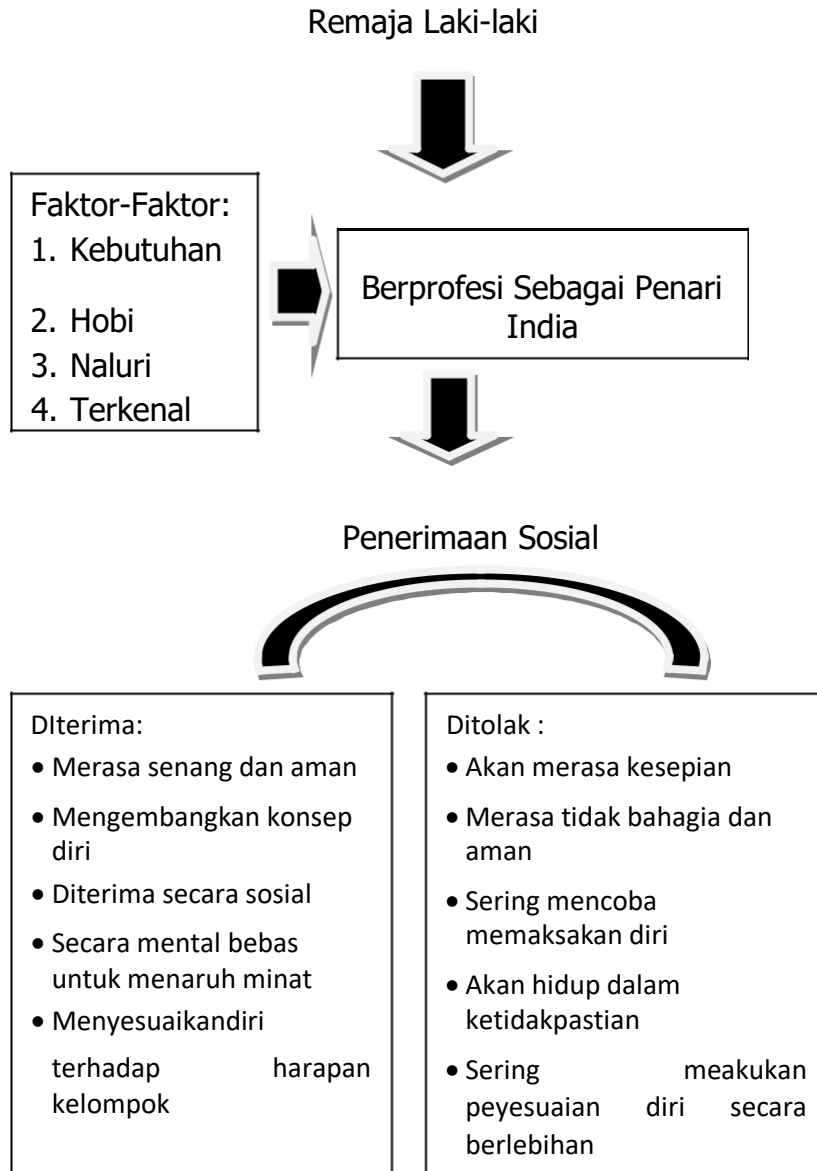 Remaja Laki-laki
Faktor-Faktor:
1. Kebutuhan
2. Hobi
3. Naluri
4. Terkenal
Berprofesi Sebagai Penari
India
Penerimaan Sosial
DIterima:
• Merasa senang dan aman
• Mengembangkan konsep
diri
• Diterima secara sosial
• Secara mental bebas
untuk menaruh minat
• Menyesuaikandiri
terhadap harapan
kelompok
Ditolak :
• Akan merasa kesepian
• Merasa tidak bahagia dan
aman
• Sering mencoba
memaksakan diri
• Akan hidup dalam
ketidakpastian
• Sering meakukan
peyesuaian diri secara
berlebihan